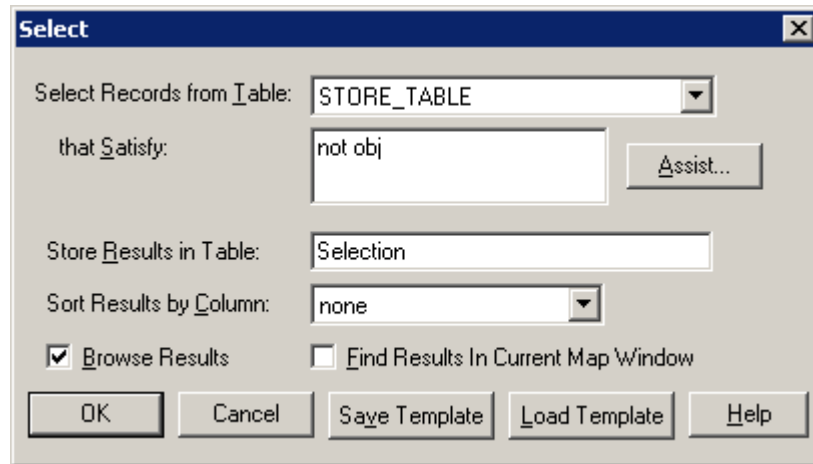 Select
Select Records from Table: STORE_TABLE
that Satisfy: not obj
Assist...
Store Results in Table: Selection
Sort Results by Column: none
Browse Results Find Results In Current Map Window
OK Cancel Save Template Load Template Help